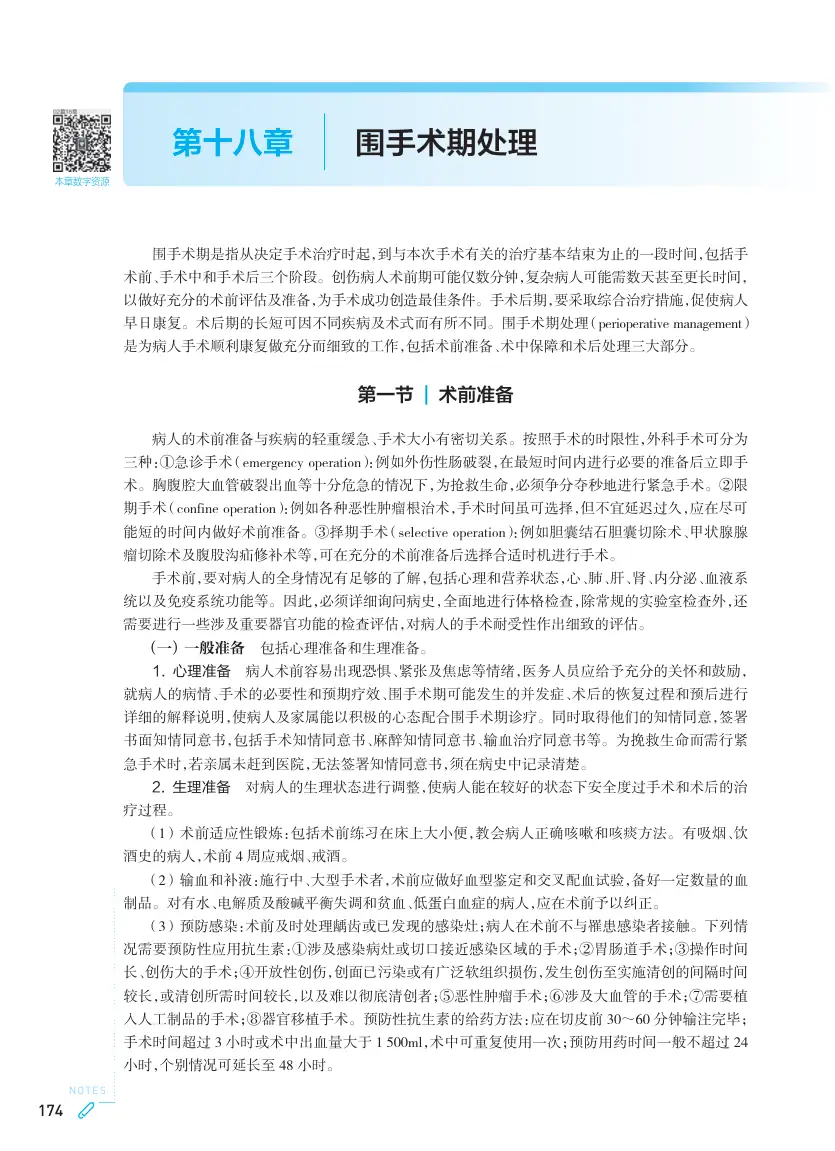 本章数字资源
第十八章
围手术期处理
围手术期是指从决定手术治疗时起,到与本次手术有关的治疗基本结束为止的一段时间,包括手
术前、手术中和手术后三个阶段。创伤病人术前期可能仅数分钟,复杂病人可能需数天甚至更长时间,
以做好充分的术前评估及准备,为手术成功创造最佳条件。手术后期,要采取综合治疗措施,促使病人
早日康复。术后期的长短可因不同疾病及术式而有所不同。围手术期处理(perioperative management)
是为病人手术顺利康复做充分而细致的工作,包括术前准备、术中保障和术后处理三大部分。
第一节 | 术前准备
病人的术前准备与疾病的轻重缓急、手术大小有密切关系。按照手术的时限性,外科手术可分为
三种:①急诊手术(emergency operation):例如外伤性肠破裂,在最短时间内进行必要的准备后立即手
术。胸腹腔大血管破裂出血等十分危急的情况下,为抢救生命,必须争分夺秒地进行紧急手术。②限
期手术(confine operation):例如各种恶性肿瘤根治术,手术时间虽可选择,但不宜延迟过久,应在尽可
能短的时间内做好术前准备。③择期手术(selective operation):例如胆囊结石胆囊切除术、甲状腺腺
瘤切除术及腹股沟疝修补术等,可在充分的术前准备后选择合适时机进行手术。
手术前,要对病人的全身情况有足够的了解,包括心理和营养状态,心、肺、肝、肾、内分泌、血液系
统以及免疫系统功能等。因此,必须详细询问病史,全面地进行体格检查,除常规的实验室检查外,还
需要进行一些涉及重要器官功能的检查评估,对病人的手术耐受性作出细致的评估。
(一)一般准备 包括心理准备和生理准备。
1. 心理准备 病人术前容易出现恐惧、紧张及焦虑等情绪,医务人员应给予充分的关怀和鼓励,
就病人的病情、手术的必要性和预期疗效、围手术期可能发生的并发症、术后的恢复过程和预后进行
详细的解释说明,使病人及家属能以积极的心态配合围手术期诊疗。同时取得他们的知情同意,签署
书面知情同意书,包括手术知情同意书、麻醉知情同意书、输血治疗同意书等。为挽救生命而需行紧
急手术时,若亲属未赶到医院,无法签署知情同意书,须在病史中记录清楚。
2. 生理准备 对病人的生理状态进行调整,使病人能在较好的状态下安全度过手术和术后的治
疗过程。
(1)术前适应性锻炼:包括术前练习在床上大小便,教会病人正确咳嗽和咳痰方法。有吸烟、饮
酒史的病人,术前 4 周应戒烟、戒酒。
(2)输血和补液:施行中、大型手术者,术前应做好血型鉴定和交叉配血试验,备好一定数量的血
制品。对有水、电解质及酸碱平衡失调和贫血、低蛋白血症的病人,应在术前予以纠正。
(3)预防感染:术前及时处理龋齿或已发现的感染灶;病人在术前不与罹患感染者接触。下列情
况需要预防性应用抗生素:①涉及感染病灶或切口接近感染区域的手术;②胃肠道手术;③操作时间
长、创伤大的手术;④开放性创伤,创面已污染或有广泛软组织损伤,发生创伤至实施清创的间隔时间
较长,或清创所需时间较长,以及难以彻底清创者;⑤恶性肿瘤手术;⑥涉及大血管的手术;⑦需要植
入人工制品的手术;⑧器官移植手术。预防性抗生素的给药方法:应在切皮前 30~60 分钟输注完毕;
手术时间超过 3 小时或术中出血量大于 1 500ml,术中可重复使用一次;预防用药时间一般不超过 24
小时,个别情况可延长至 48 小时。
NOTES
174